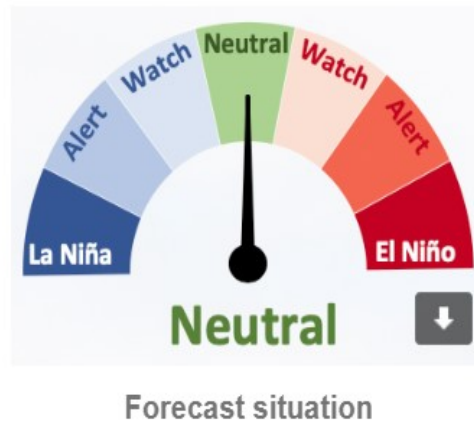 Neutral
Watch
Watch
Alert
Alert
La Niña
El Niño
Neutral
Forecast situation